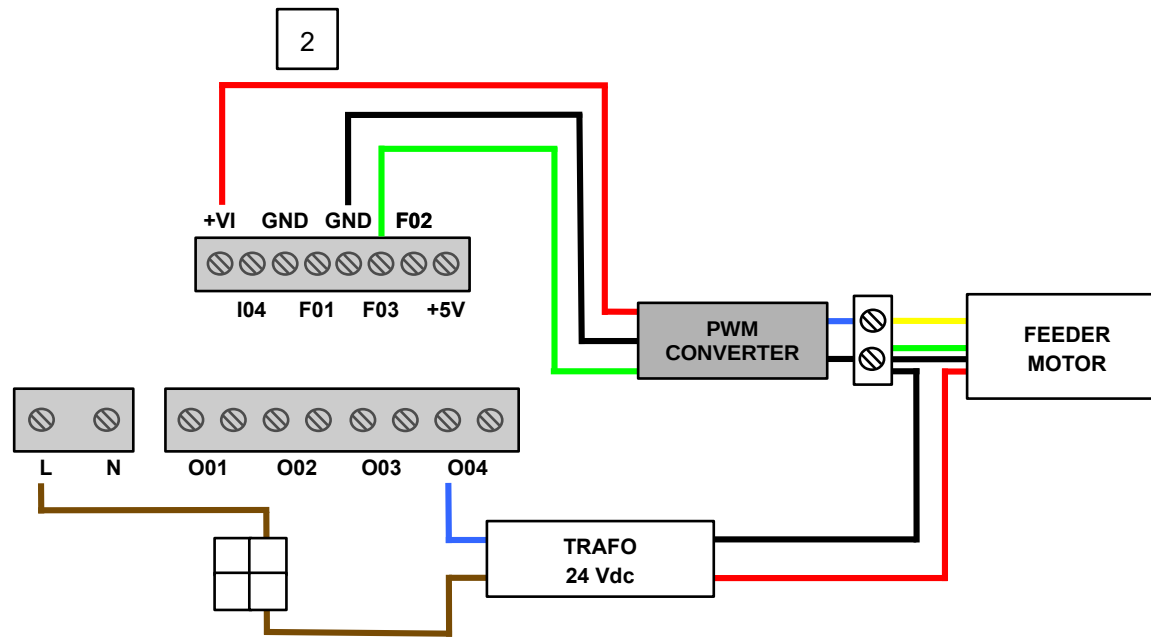 2
+VI GND GND F02
I04 F01 F03 +5V
PWM
CONVERTER
FEEDER
MOTOR
L N O01 O02 O03 O04
TRAFO
24 Vdc